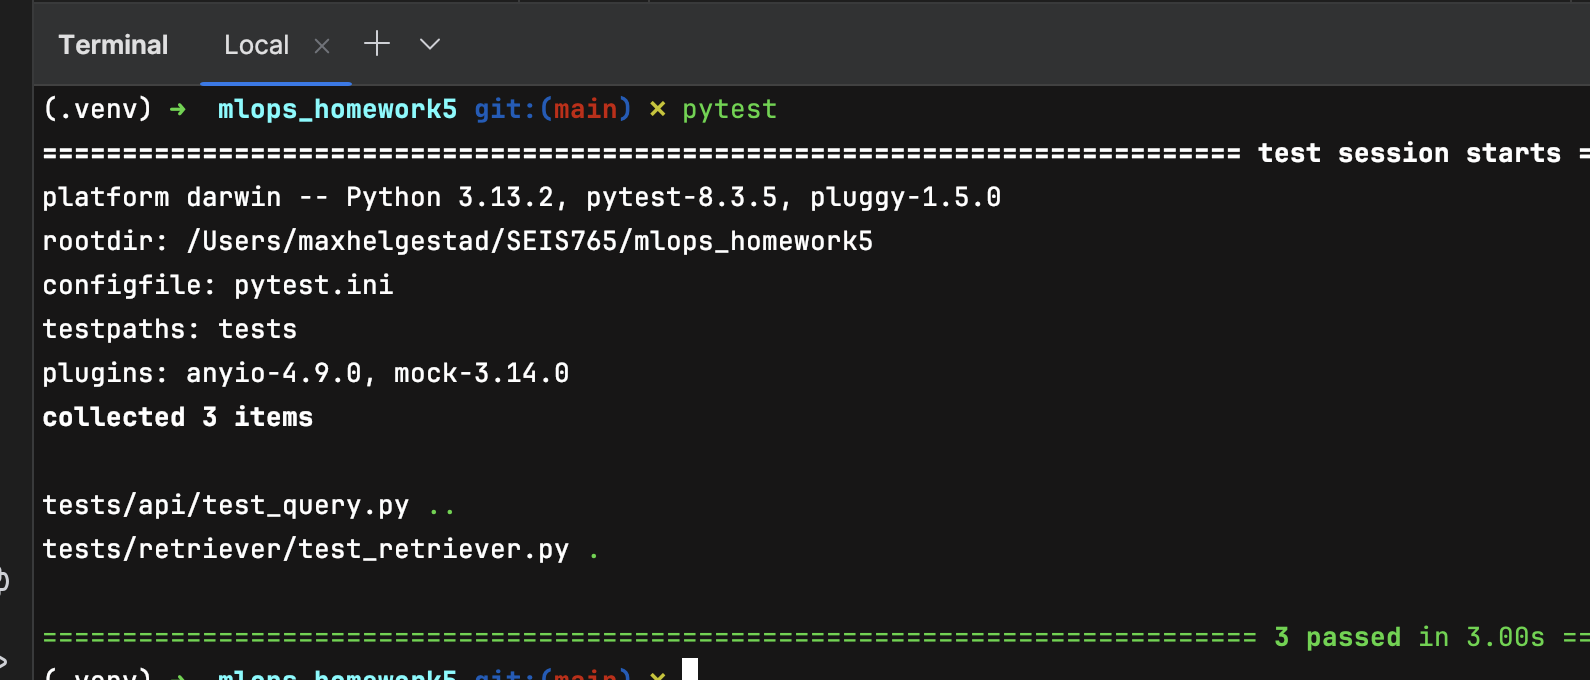 Terminal Local × + 
(.venv) ➜ mlops_homework5 git:(main) ✗ pytest
=========================================================================== test session starts =
platform darwin -- Python 3.13.2, pytest-8.3.5, pluggy-1.5.0
rootdir: /Users/maxhelgestad/SEIS765/mlops_homework5
configfile: pytest.ini
testpaths: tests
plugins: anyio-4.9.0, mock-3.14.0
collected 3 items
tests/api/test_query.py ..
tests/retriever/test_retriever.py .
============================================================================ 3 passed in 3.00s ==
(.venv) ➜ mlops_homework5 git:(main) ✗